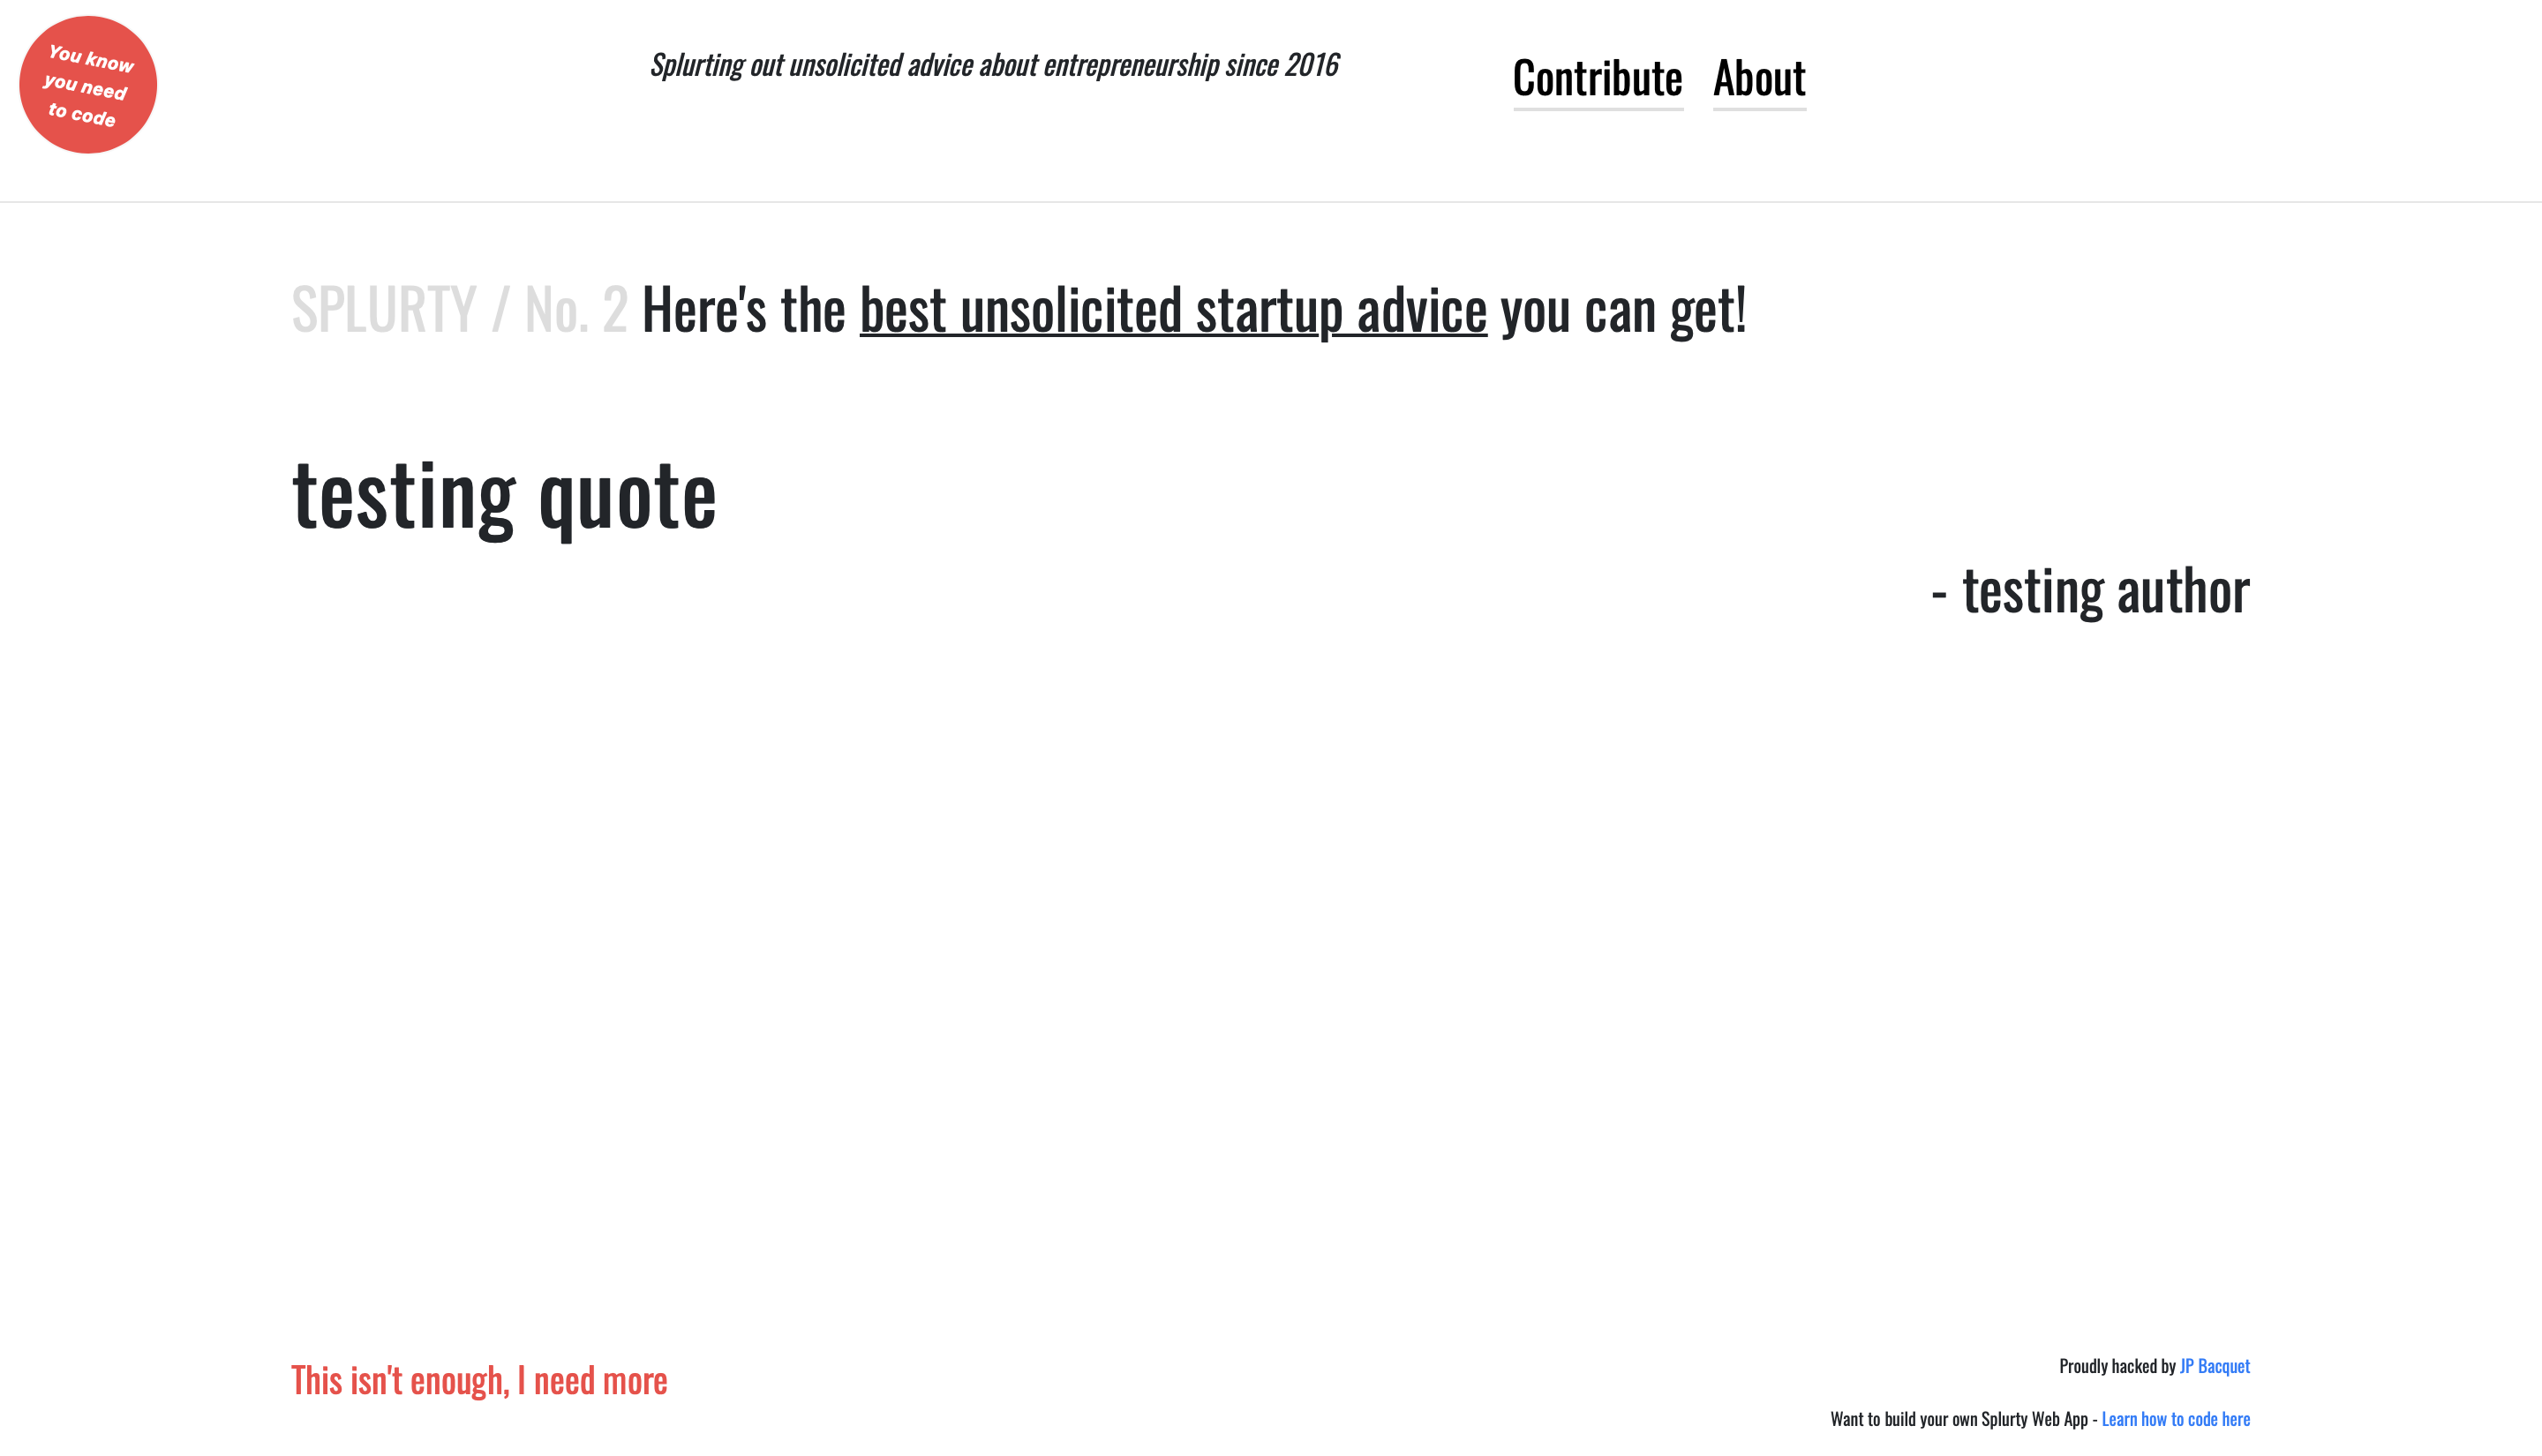 You know
you need
to code
Splurting out unsolicited advice about entrepreneurship since 2016
Contribute About
SPLURTY / No. 2 Here's the best unsolicited startup advice you can get!
testing quote
- testing author
This isn't enough, I need more
Proudly hacked by JP Bacquet
Want to build your own Splurty Web App - Learn how to code here